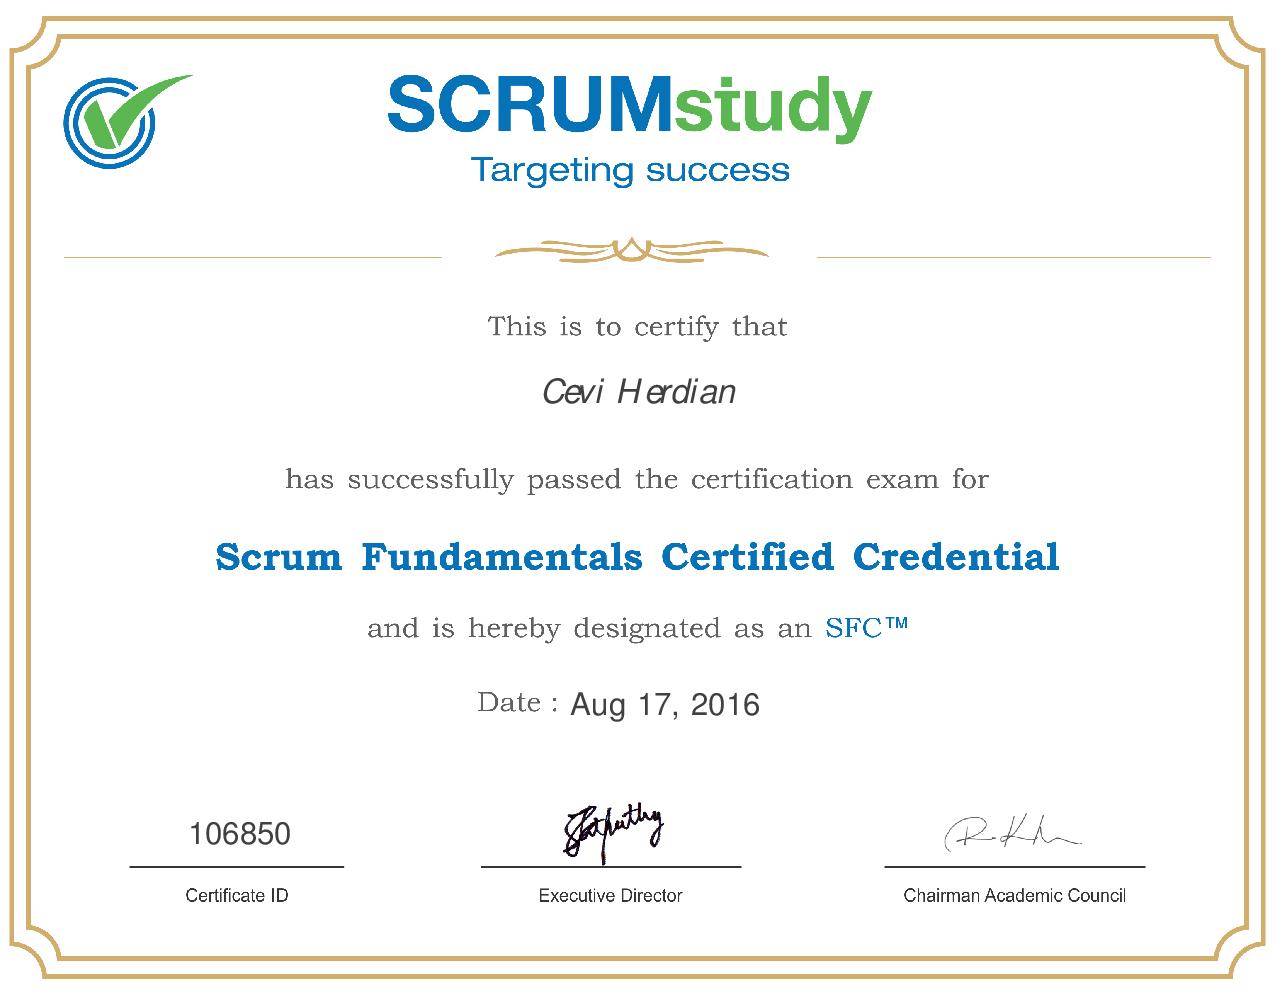 SCRUMstudy
Targeting success
This is to certify that
Cevi Herdian
has successfully passed the certification exam for
Scrum Fundamentals Certified Credential
and is hereby designated as an SFC™
Date : Aug 17, 2016
106850
Certificate ID
Executive Director
Chairman Academic Council